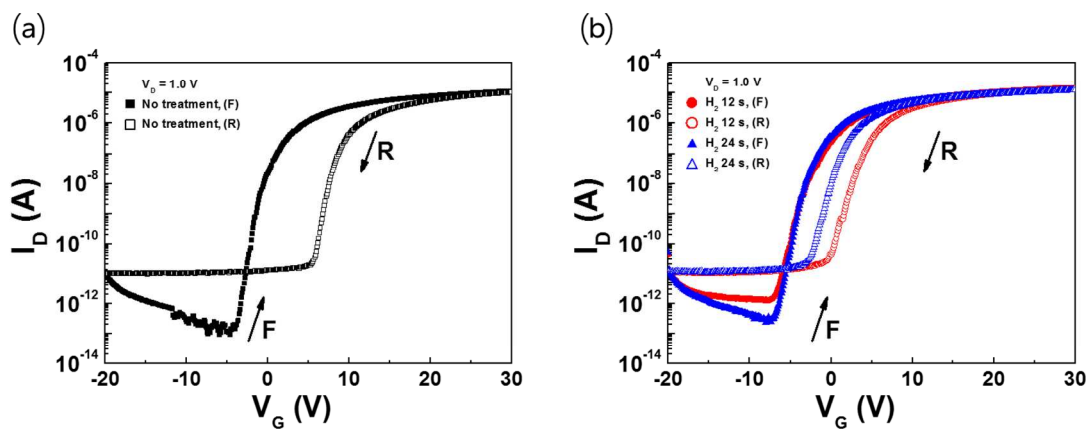 (a)
10^-4
10^-6
10^-8
10^-10
10^-12
10^-14
I_D (A)
V_D = 1.0 V
No treatment, (F)
No treatment, (R)
R
F
-20 -10 0 10 20 30
V_G (V)
(b)
10^-4
10^-6
10^-8
10^-10
10^-12
10^-14
I_D (A)
V_D = 1.0 V
H_2 12 s, (F)
H_2 12 s, (R)
H_2 24 s, (F)
H_2 24 s, (R)
R
F
-20 -10 0 10 20 30
V_G (V)